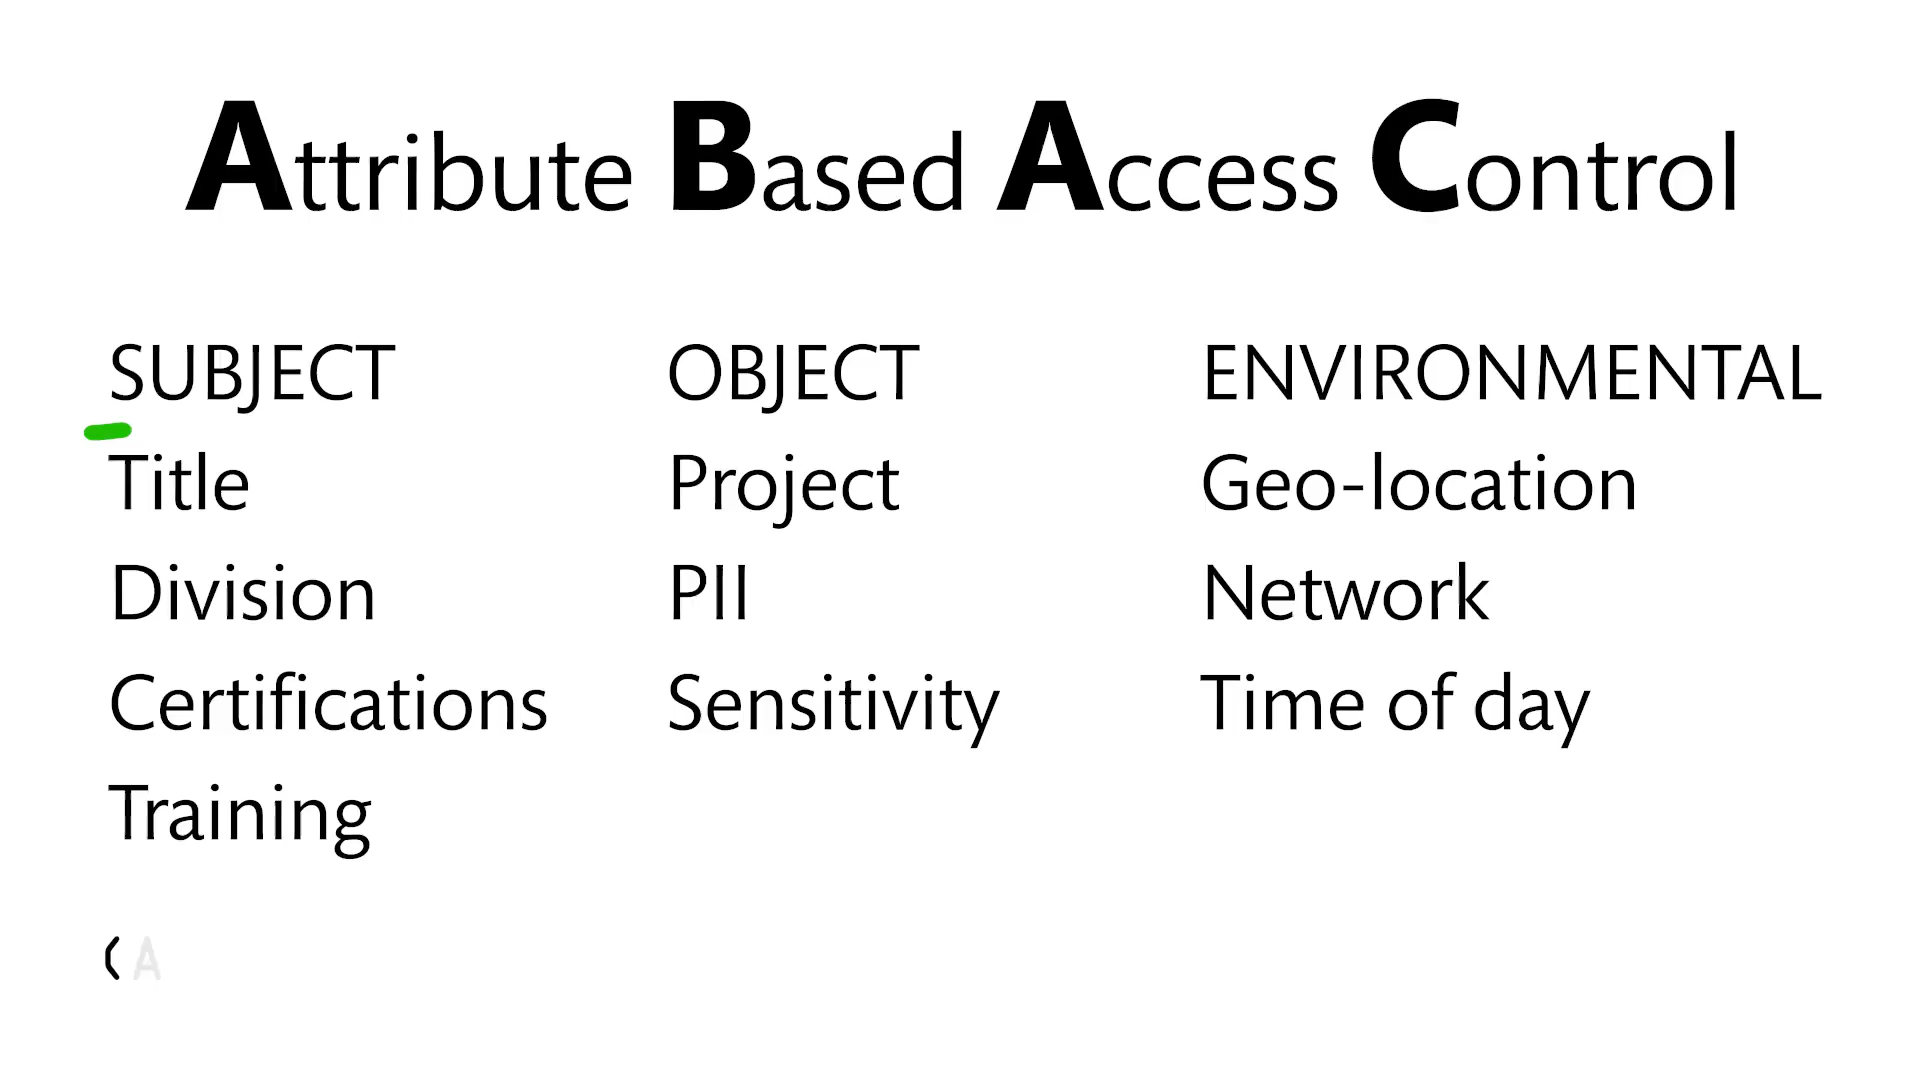 Attribute Based Access Control
SUBJECT
Title
Division
Certifications
Training
OBJECT
Project
PII
Sensitivity
ENVIRONMENTAL
Geo-location
Network
Time of day
( A